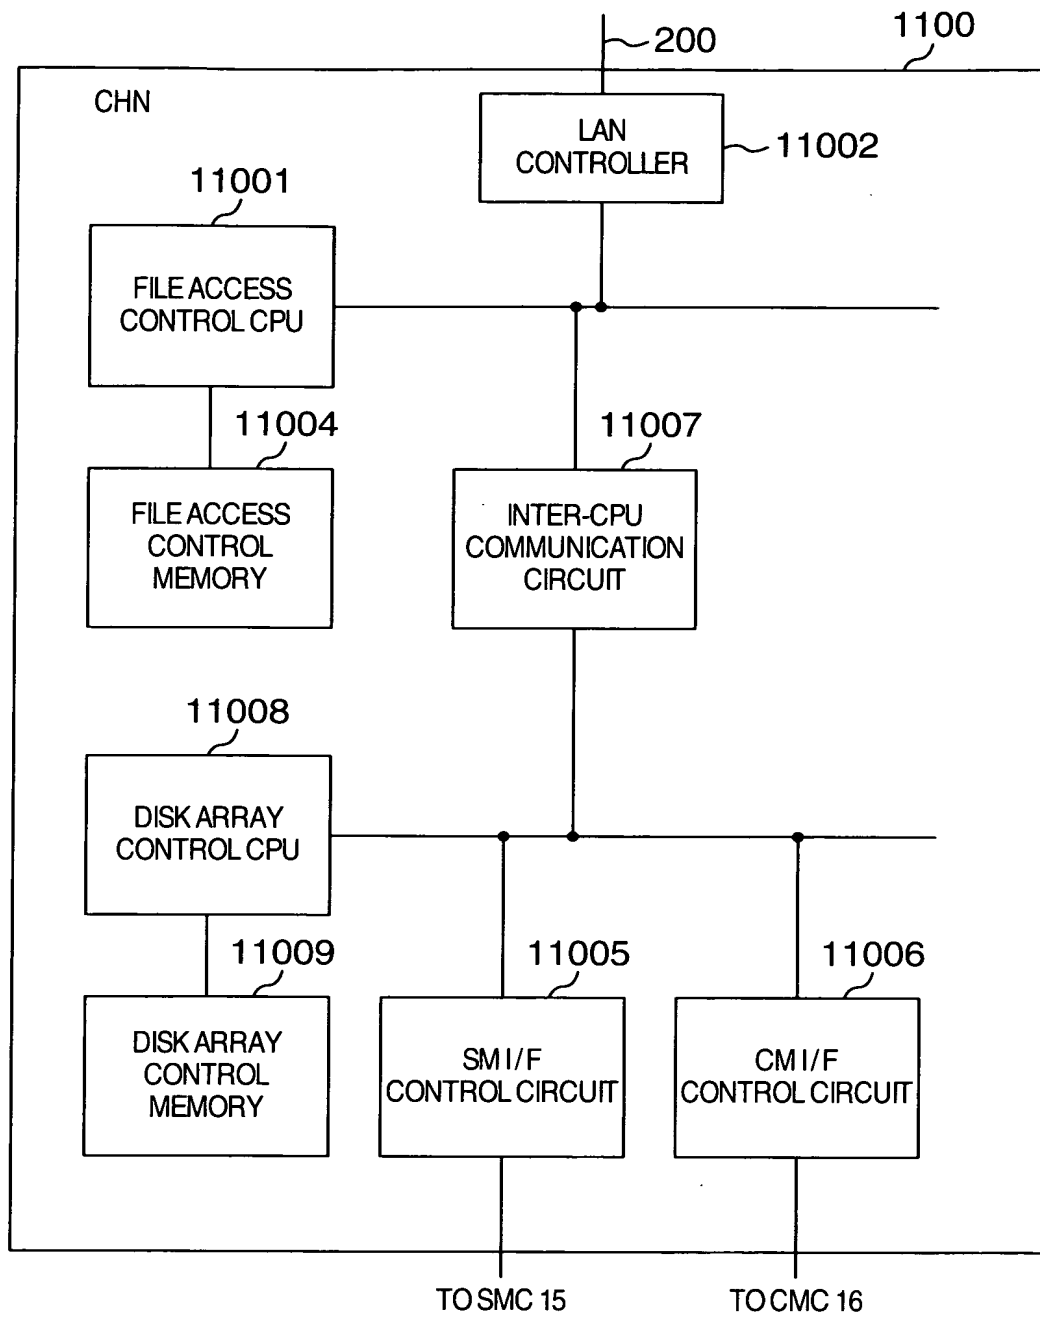 200
1100
CHN
LAN
CONTROLLER
11002
11001
FILE ACCESS
CONTROL CPU
11004
11007
FILE ACCESS
CONTROL
MEMORY
INTER-CPU
COMMUNICATION
CIRCUIT
11008
DISK ARRAY
CONTROL CPU
11009
11005
11006
DISK ARRAY
CONTROL
MEMORY
SM I/F
CONTROL CIRCUIT
CM I/F
CONTROL CIRCUIT
TO SMC 15
TO CMC 16